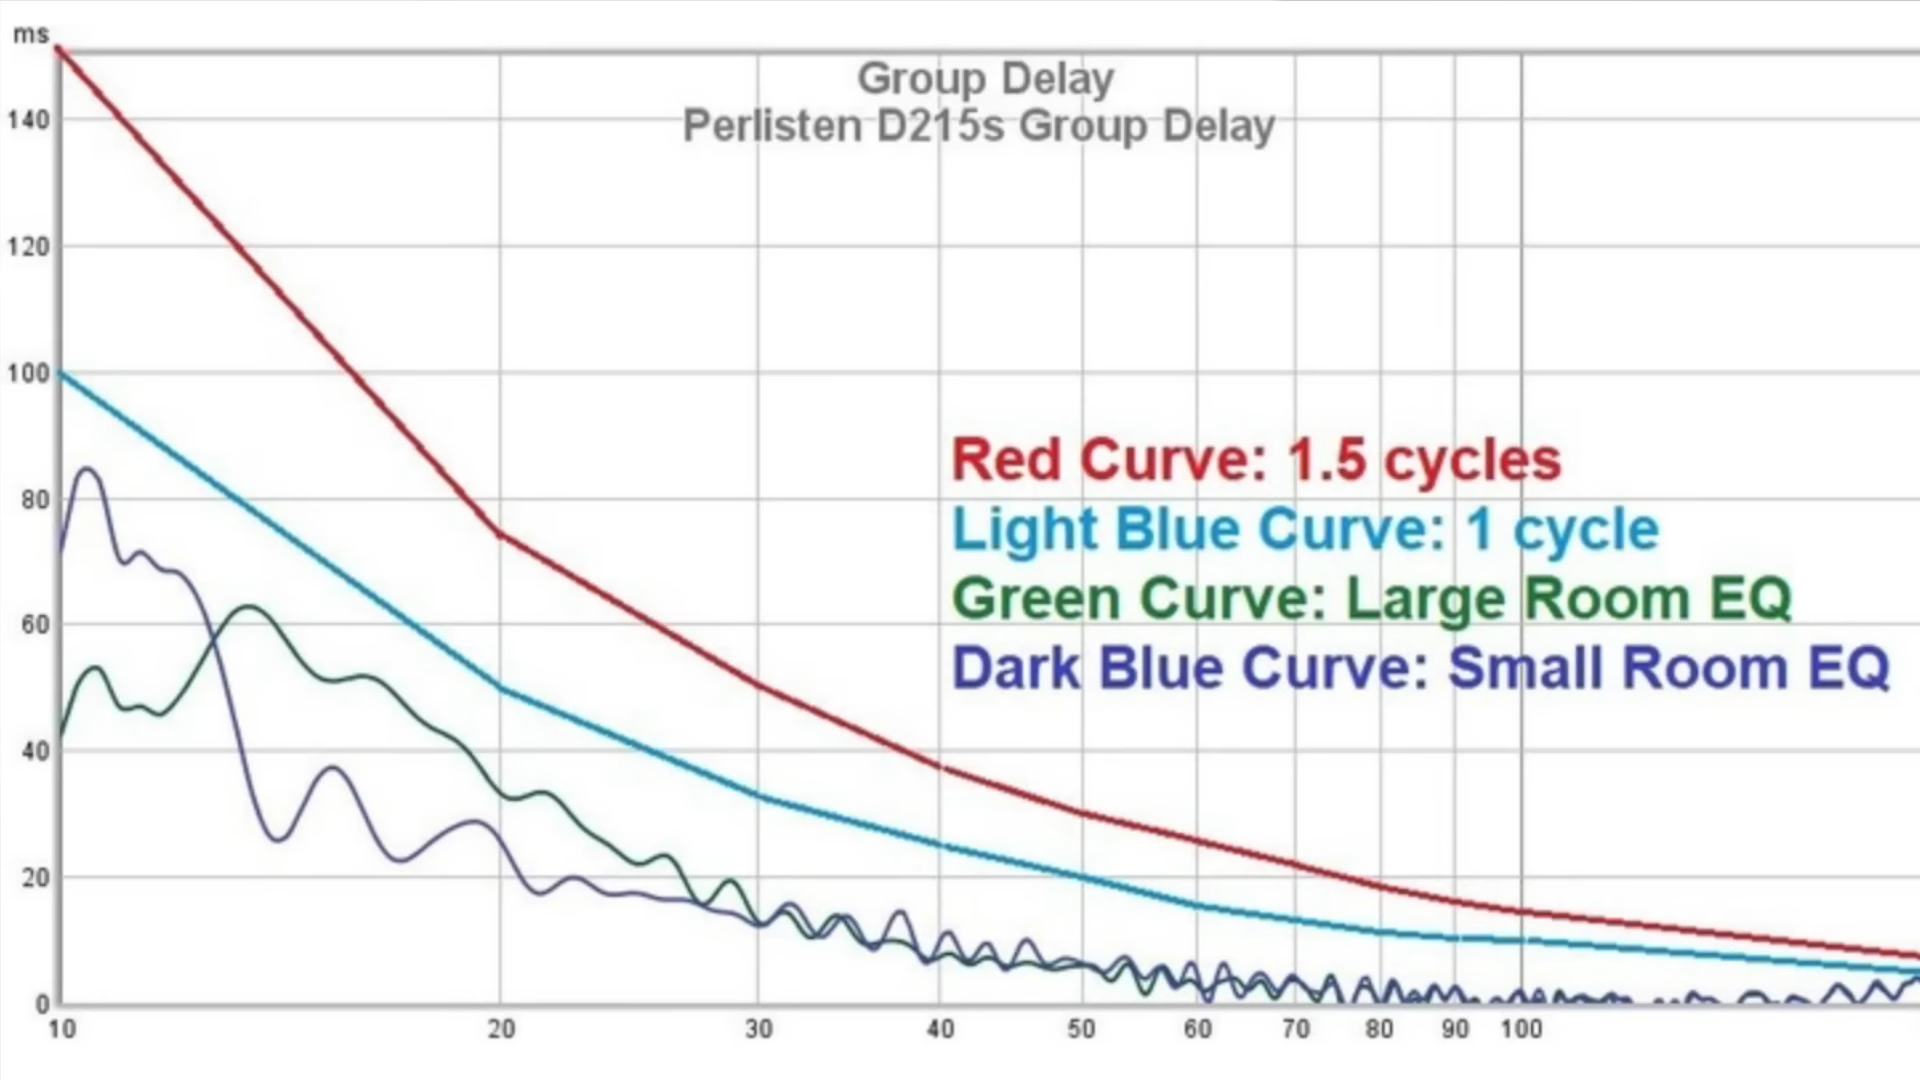 ms
Group Delay
Perlisten D215s Group Delay
140
120
100
80
60
40
20
0
Red Curve: 1.5 cycles
Light Blue Curve: 1 cycle
Green Curve: Large Room EQ
Dark Blue Curve: Small Room EQ
10 20 30 40 50 60 70 80 90 100